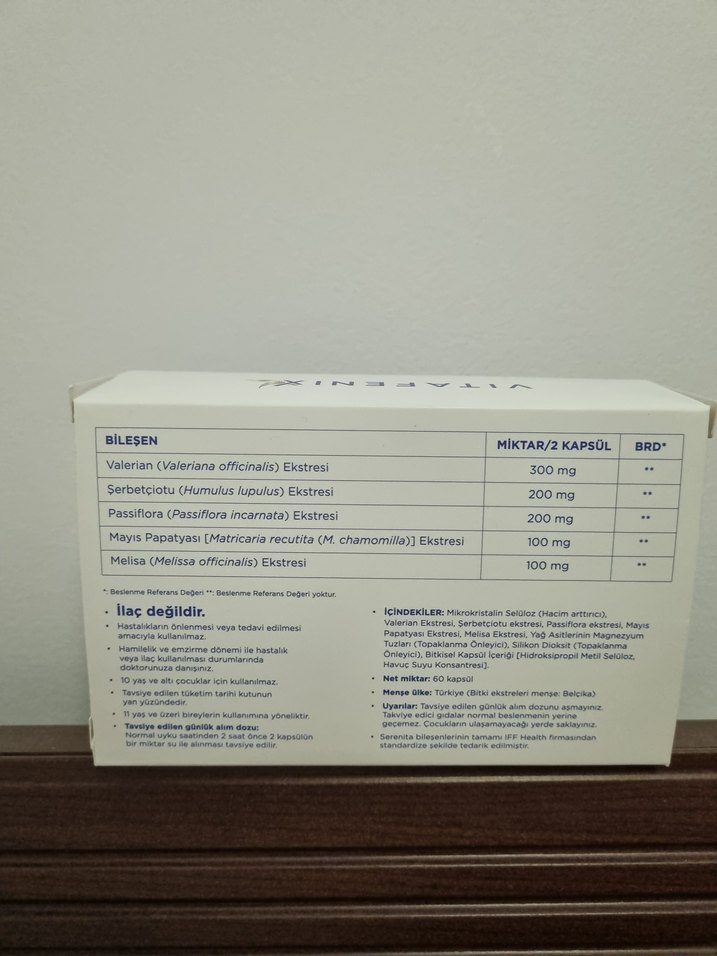 VITAFENIX
BİLEŞEN MİKTAR/2 KAPSÜL BRD*
Valerian (Valeriana officinalis) Ekstresi 300 mg **
Şerbetçiotu (Humulus lupulus) Ekstresi 200 mg **
Passiflora (Passiflora incarnata) Ekstresi 200 mg **
Mayıs Papatyası [Matricaria recutita (M. chamomilla)] Ekstresi 100 mg **
Melisa (Melissa officinalis) Ekstresi 100 mg **
*: Beslenme Referans Değeri **: Beslenme Referans Değeri yoktur.
• İlaç değildir.
• Hastalıkların önlenmesi veya tedavi edilmesi
amacıyla kullanılmaz.
• Hamilelik ve emzirme dönemi ile hastalık
veya ilaç kullanılması durumlarında
doktorunuza danışınız.
• 10 yaş ve altı çocuklar için kullanılmaz.
• Tavsiye edilen tüketim tarihi kutunun
yan yüzündedir.
• 11 yaş ve üzeri bireylerin kullanımına yöneliktir.
• Tavsiye edilen günlük alım dozu:
Normal uyku saatinden 2 saat önce 2 kapsülün
bir miktar su ile alınması tavsiye edilir.
• İÇİNDEKİLER: Mikrokristalin Selüloz (Hacim arttırıcı),
Valerian Ekstresi, Şerbetçiotu ekstresi, Passiflora ekstresi, Mayıs
Papatyası Ekstresi, Melisa Ekstresi, Yağ Asitlerinin Magnezyum
Tuzları (Topaklanma Önleyici), Silikon Dioksit (Topaklanma
Önleyici), Bitkisel Kapsül İçeriği [Hidroksipropil Metil Selüloz,
Havuç Suyu Konsantresi].
• Net miktar: 60 kapsül
• Menşe ülke: Türkiye (Bitki ekstreleri menşe: Belçika)
• Uyarılar: Tavsiye edilen günlük alım dozunu aşmayınız.
Takviye edici gıdalar normal beslenmenin yerine
geçemez. Çocukların ulaşamayacağı yerde saklayınız.
• Serenita bileşenlerinin tamamı IFF Health firmasından
standardize şekilde tedarik edilmiştir.